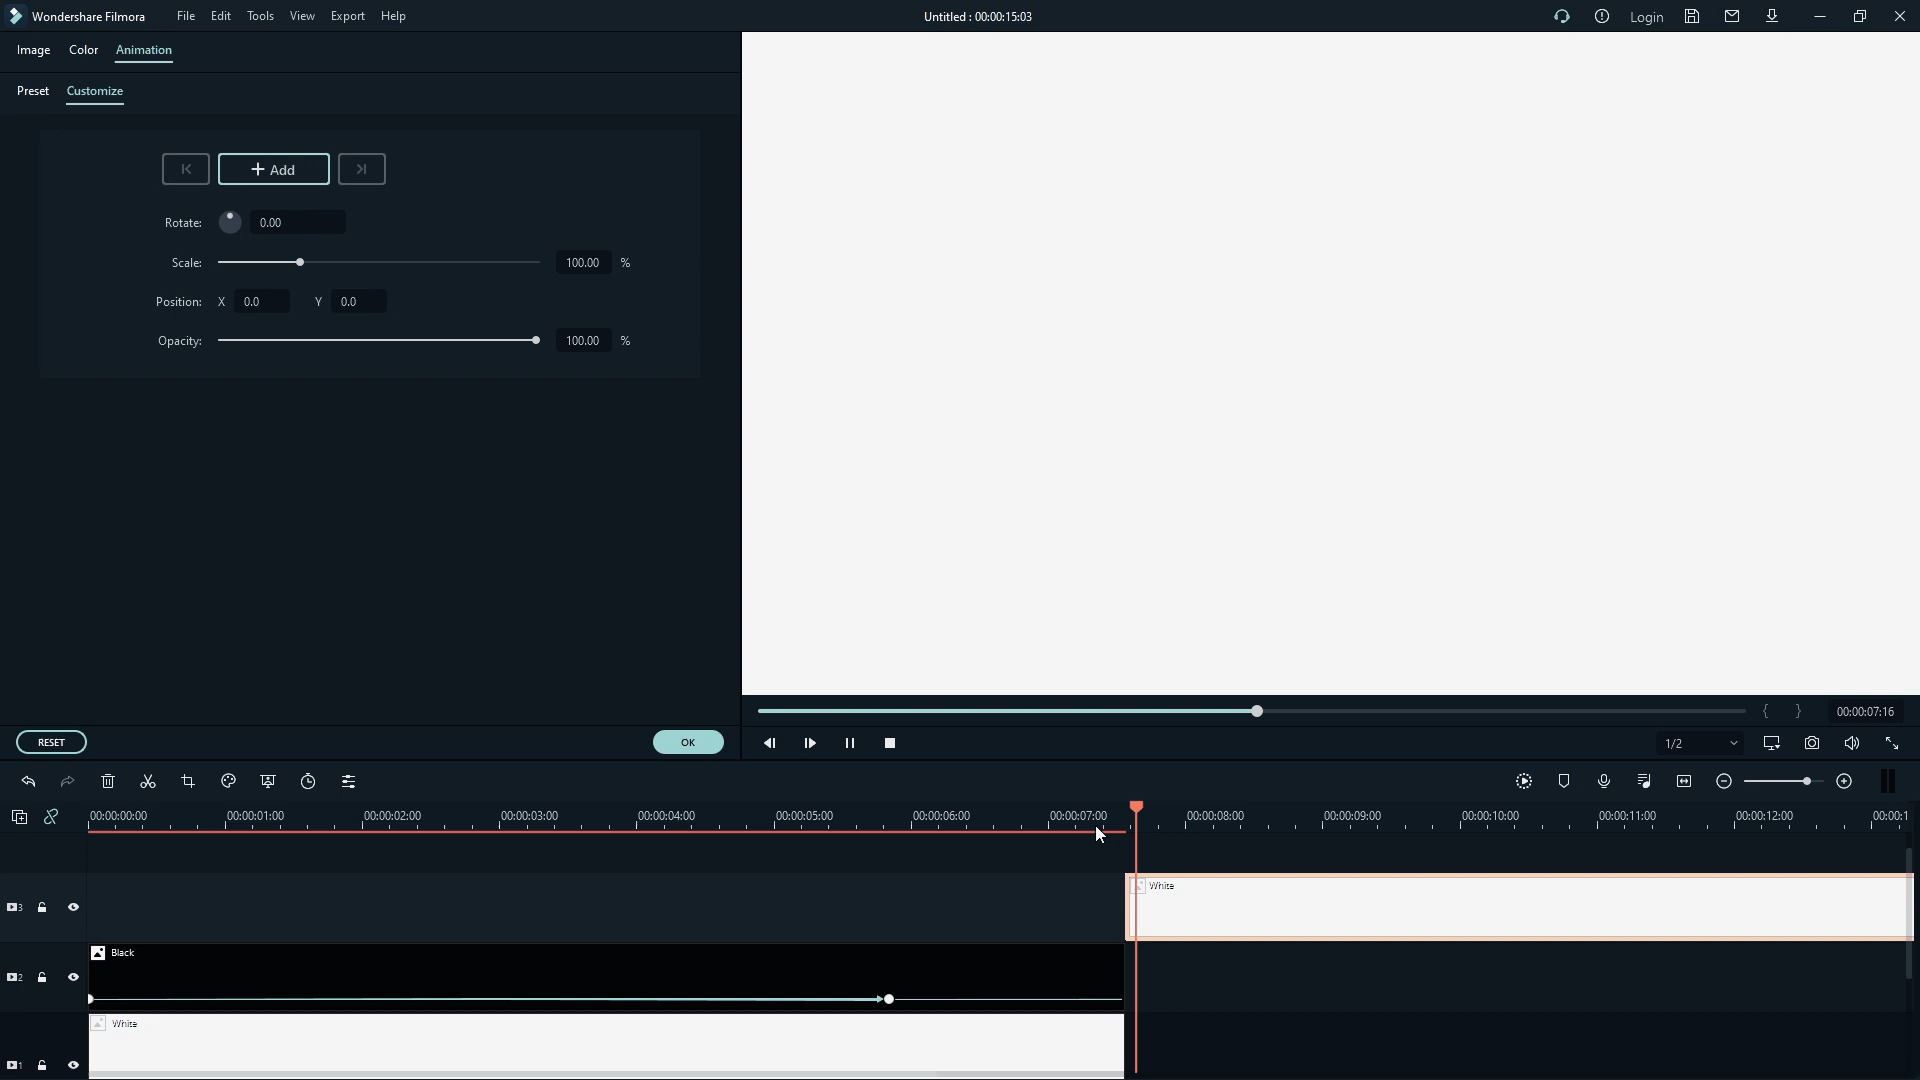 Wondershare Filmora File Edit Tools View Export Help Untitled : 00:00:15:03 Login
Image Color Animation
Preset Customize
+ Add
Rotate: 0.00
Scale: 100.00 %
Position: X 0.0 Y 0.0
Opacity: 100.00 %
{ } 00:00:07:16
RESET OK 1/2
00:00:00:00 00:00:01:00 00:00:02:00 00:00:03:00 00:00:04:00 00:00:05:00 00:00:06:00 00:00:07:00 00:00:08:00 00:00:09:00 00:00:10:00 00:00:11:00 00:00:12:00 00:00:1
White
3
Black
2
White
1